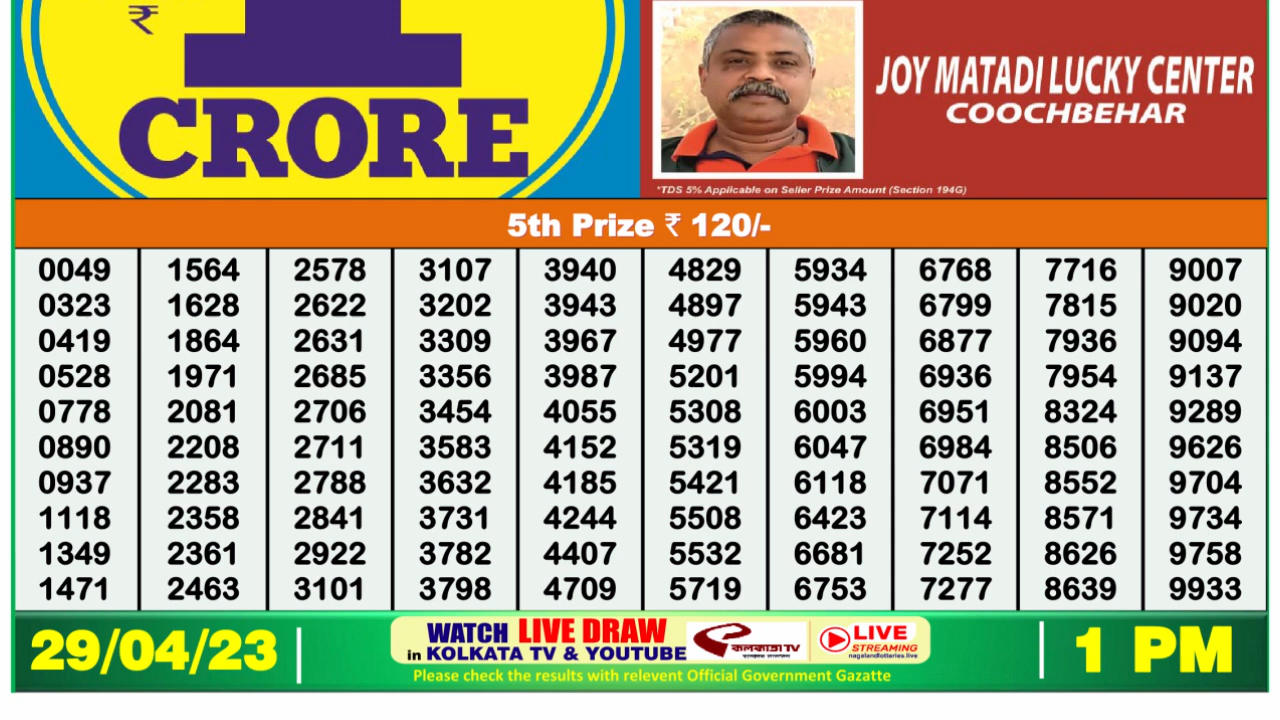 ₹
1
CRORE
JOY MATADI LUCKY CENTER
COOCHBEHAR
*TDS 5% Applicable on Seller Prize Amount (Section 194G)
5th Prize ₹ 120/-
0049 1564 2578 3107 3940 4829 5934 6768 7716 9007
0323 1628 2622 3202 3943 4897 5943 6799 7815 9020
0419 1864 2631 3309 3967 4977 5960 6877 7936 9094
0528 1971 2685 3356 3987 5201 5994 6936 7954 9137
0778 2081 2706 3454 4055 5308 6003 6951 8324 9289
0890 2208 2711 3583 4152 5319 6047 6984 8506 9626
0937 2283 2788 3632 4185 5421 6118 7071 8552 9704
1118 2358 2841 3731 4244 5508 6423 7114 8571 9734
1349 2361 2922 3782 4407 5532 6681 7252 8626 9758
1471 2463 3101 3798 4709 5719 6753 7277 8639 9933
29/04/23
WATCH LIVE DRAW
in KOLKATA TV & YOUTUBE
কলকাতা TV
LIVE
STREAMING
nagalandlotteries.live
Please check the results with relevent Official Government Gazatte
1 PM